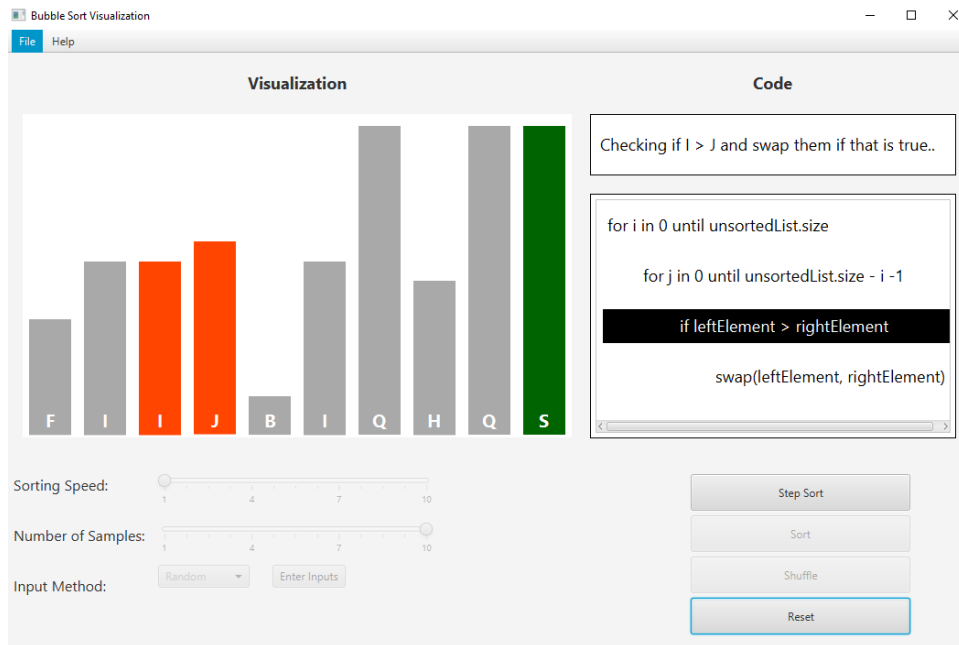 Bubble Sort Visualization
File Help
Visualization
Code
Checking if I > J and swap them if that is true..
for i in 0 until unsortedList.size
for j in 0 until unsortedList.size - i -1
if leftElement > rightElement
swap(leftElement, rightElement)
F I I J B I Q H Q S
Sorting Speed:
1 4 7 10
Number of Samples:
1 4 7 10
Input Method:
Random
Enter Inputs
Step Sort
Sort
Shuffle
Reset